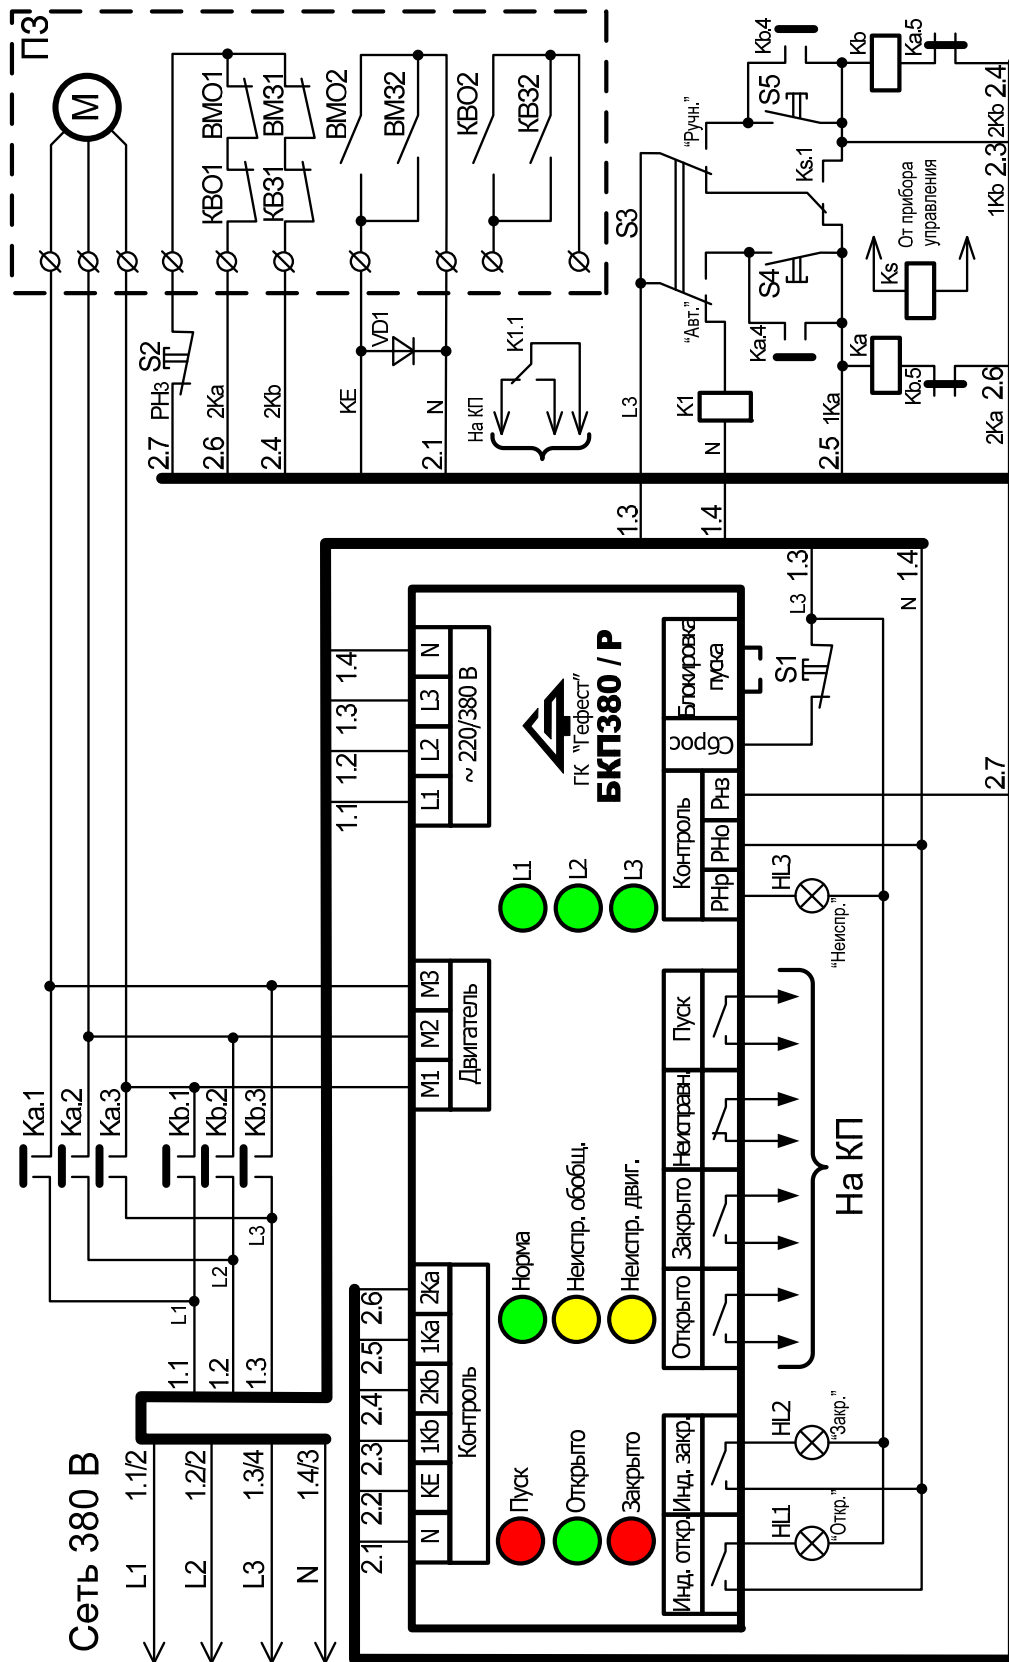 ПЗ
М
ВМО1
ВМЗ1
КВО1
КВЗ1
ВМО2
ВМЗ2
КВО2
КВЗ2
Kb.4
Kb
Ka.5
S5
“Ручн.”
Ks.1
2.4
2Kb
2.3
1Kb
S3
От прибора
управления
Ks
S4
“Авт.”
Ka.4
Ka
Kb.5
2.6
2Ka
S2
РНз
2.7
2Ka
2.6
2Kb
2.4
VD1
KE
N
2.1
На КП
K1.1
L3
K1
N
1Ka
2.5
1.3
1.4
1.3
L3
1.4
N
N
L3
L2
L1
~ 220/380 В
1.4
1.3
1.2
1.1
ГК “Гефест”
БКП380 / Р
Блокировка
пуска
Сброс
Контроль
Рнз
РНо
РНр
S1
2.7
HL3
“Неиспр.”
L1
L2
L3
М3
М2
М1
Двигатель
Пуск
Неисправн.
Закрыто
Открыто
На КП
Ka.1
Ka.2
Ka.3
Kb.1
Kb.2
Kb.3
L1
L2
L3
1.1
1.2
1.3
2.6
2.5
2.4
2.3
2.2
2.1
2Ka
1Ka
2Kb
1Kb
KE
N
Контроль
Норма
Неиспр. обобщ.
Неиспр. двиг.
Пуск
Открыто
Закрыто
Инд. закр.
Инд. откр.
HL2
“Закр.”
HL1
“Откр.”
Сеть 380 В
L1 1.1/2
L2 1.2/2
L3 1.3/4
N 1.4/3